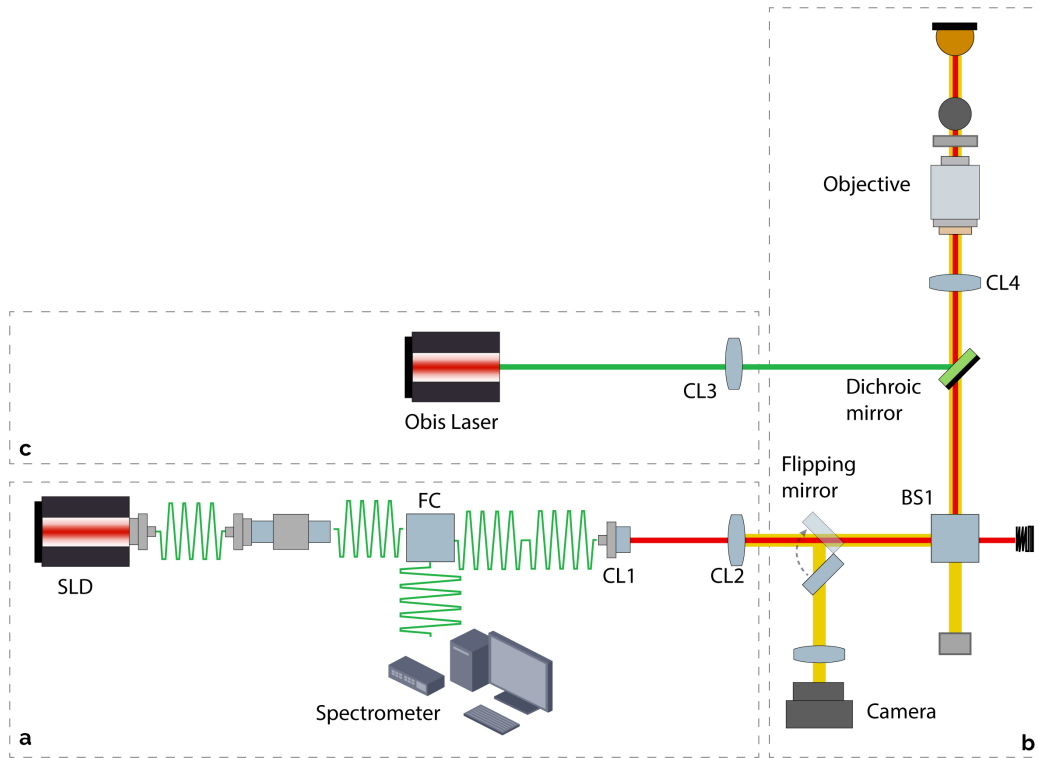 Objective
CL4
CL3
Dichroic
mirror
Obis Laser
c
Flipping
mirror
BS1
FC
SLD
CL1
CL2
Spectrometer
Camera
a
b